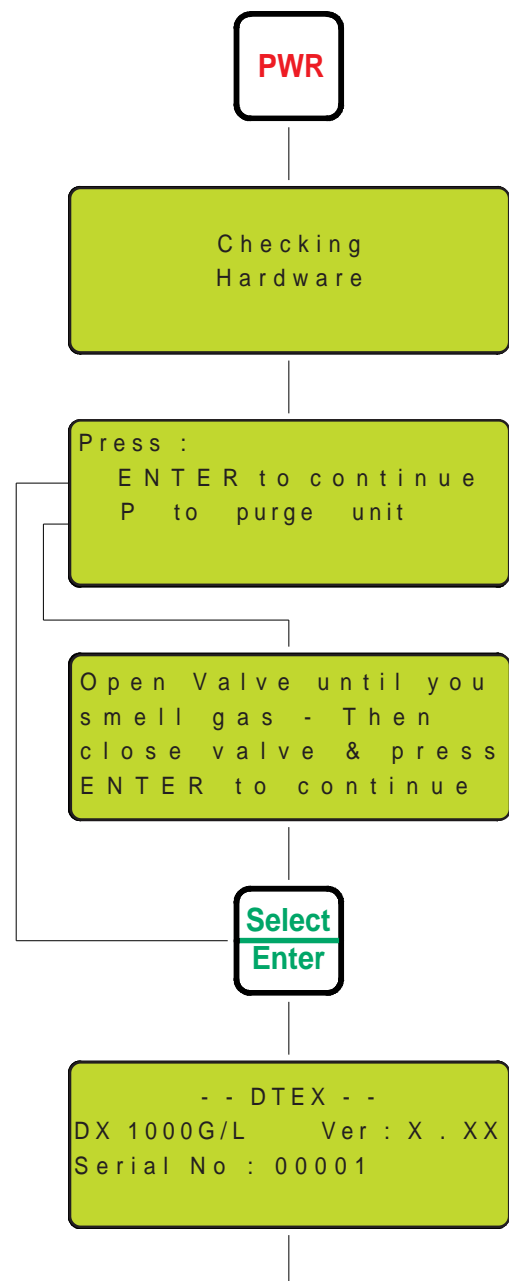 PWR
Checking
Hardware
Press :
ENTER to continue
P to purge unit
Open Valve until you
smell gas - Then
close valve & press
ENTER to continue
Select
Enter
- - DTEX - -
DX 1000G/L Ver : X . XX
Serial No : 00001